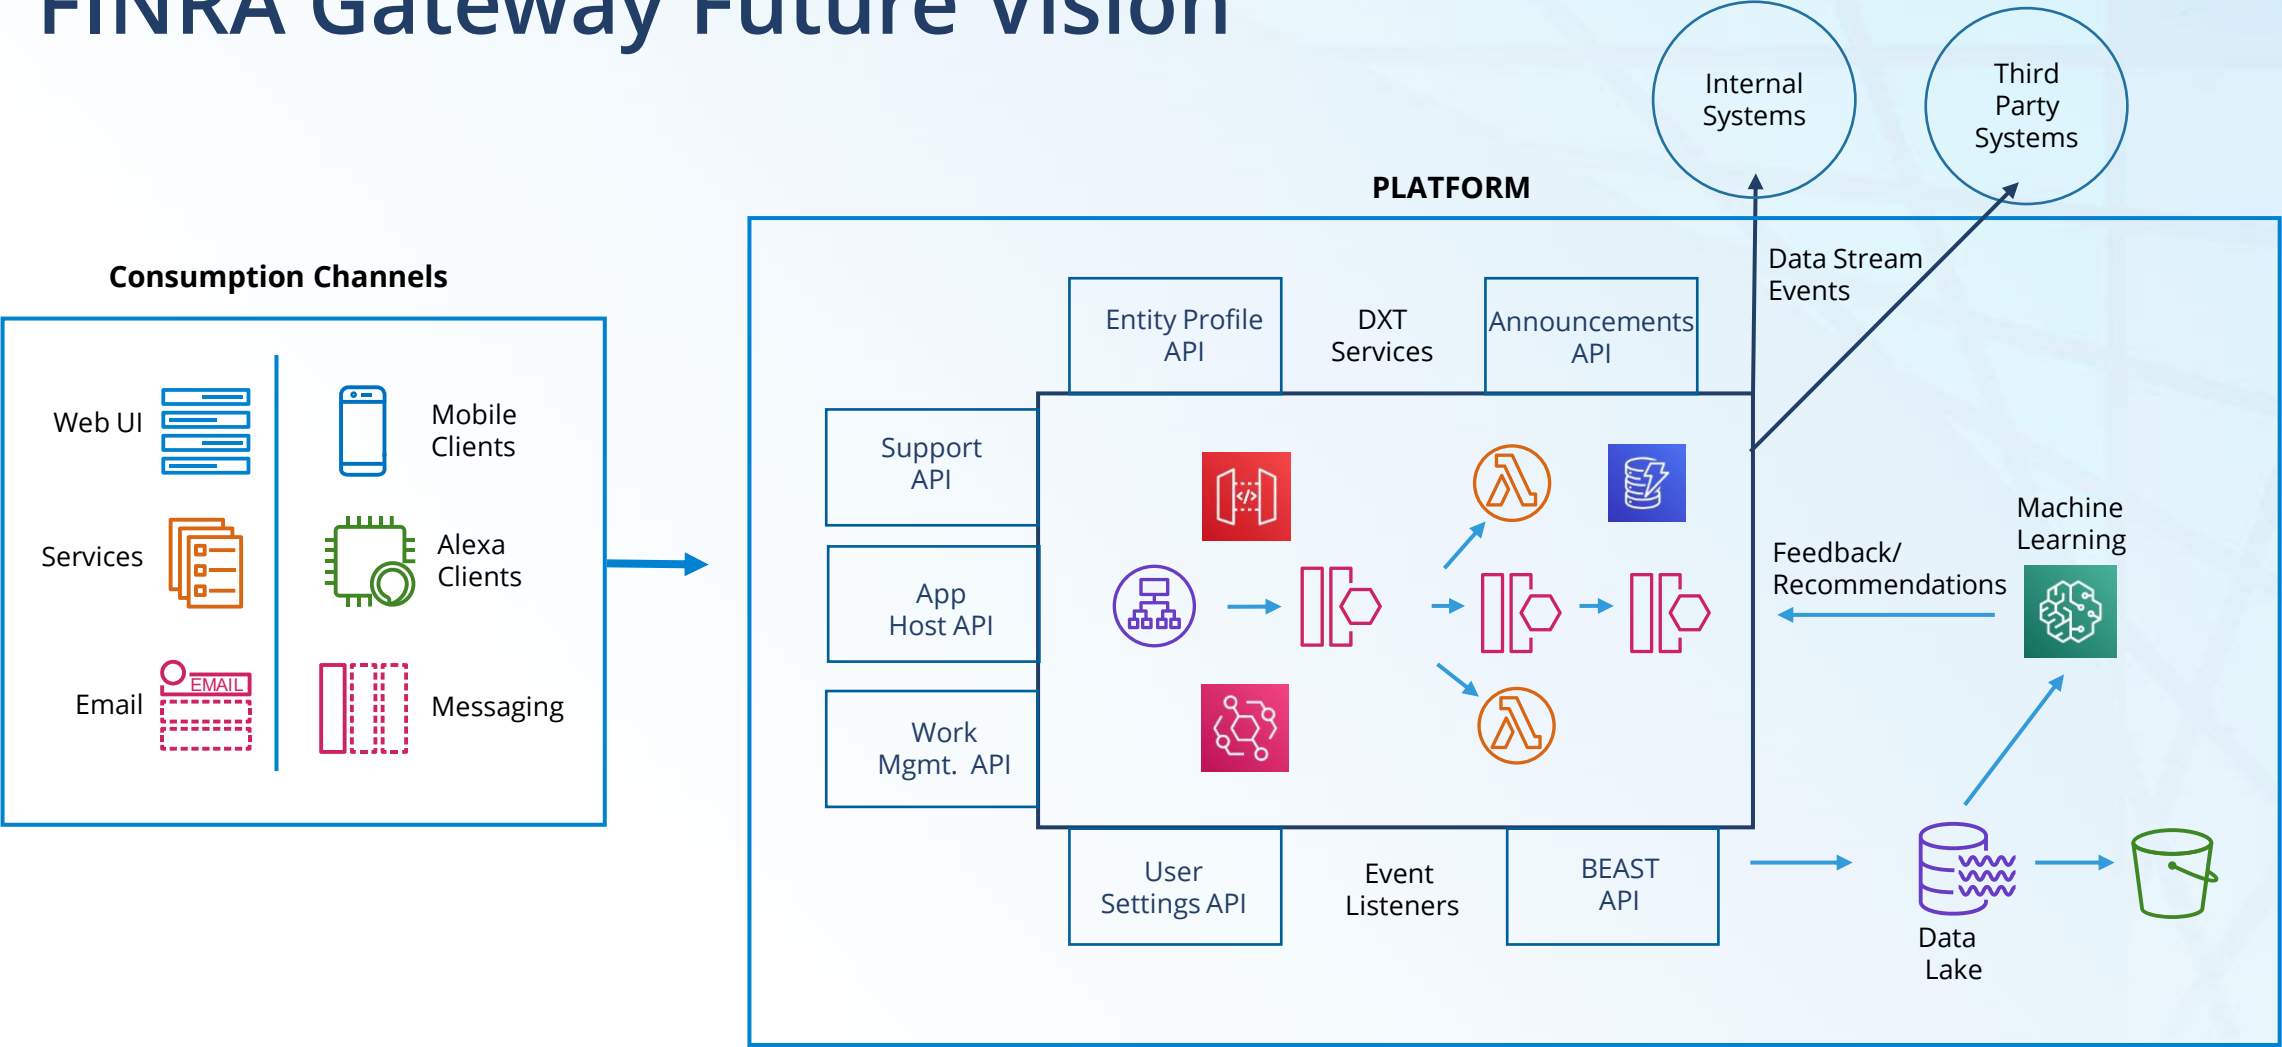 FINRA Gateway Future Vision
Internal
Systems
Third
Party
Systems
PLATFORM
Data Stream
Events
Consumption Channels
Web UI
Mobile
Clients
Services
Alexa
Clients
Email
EMAIL
Messaging
Entity Profile
API
DXT
Services
Announcements
API
Support
API
App
Host API
Work
Mgmt. API
</>
User
Settings API
Event
Listeners
BEAST
API
Feedback/
Recommendations
Machine
Learning
Data
Lake